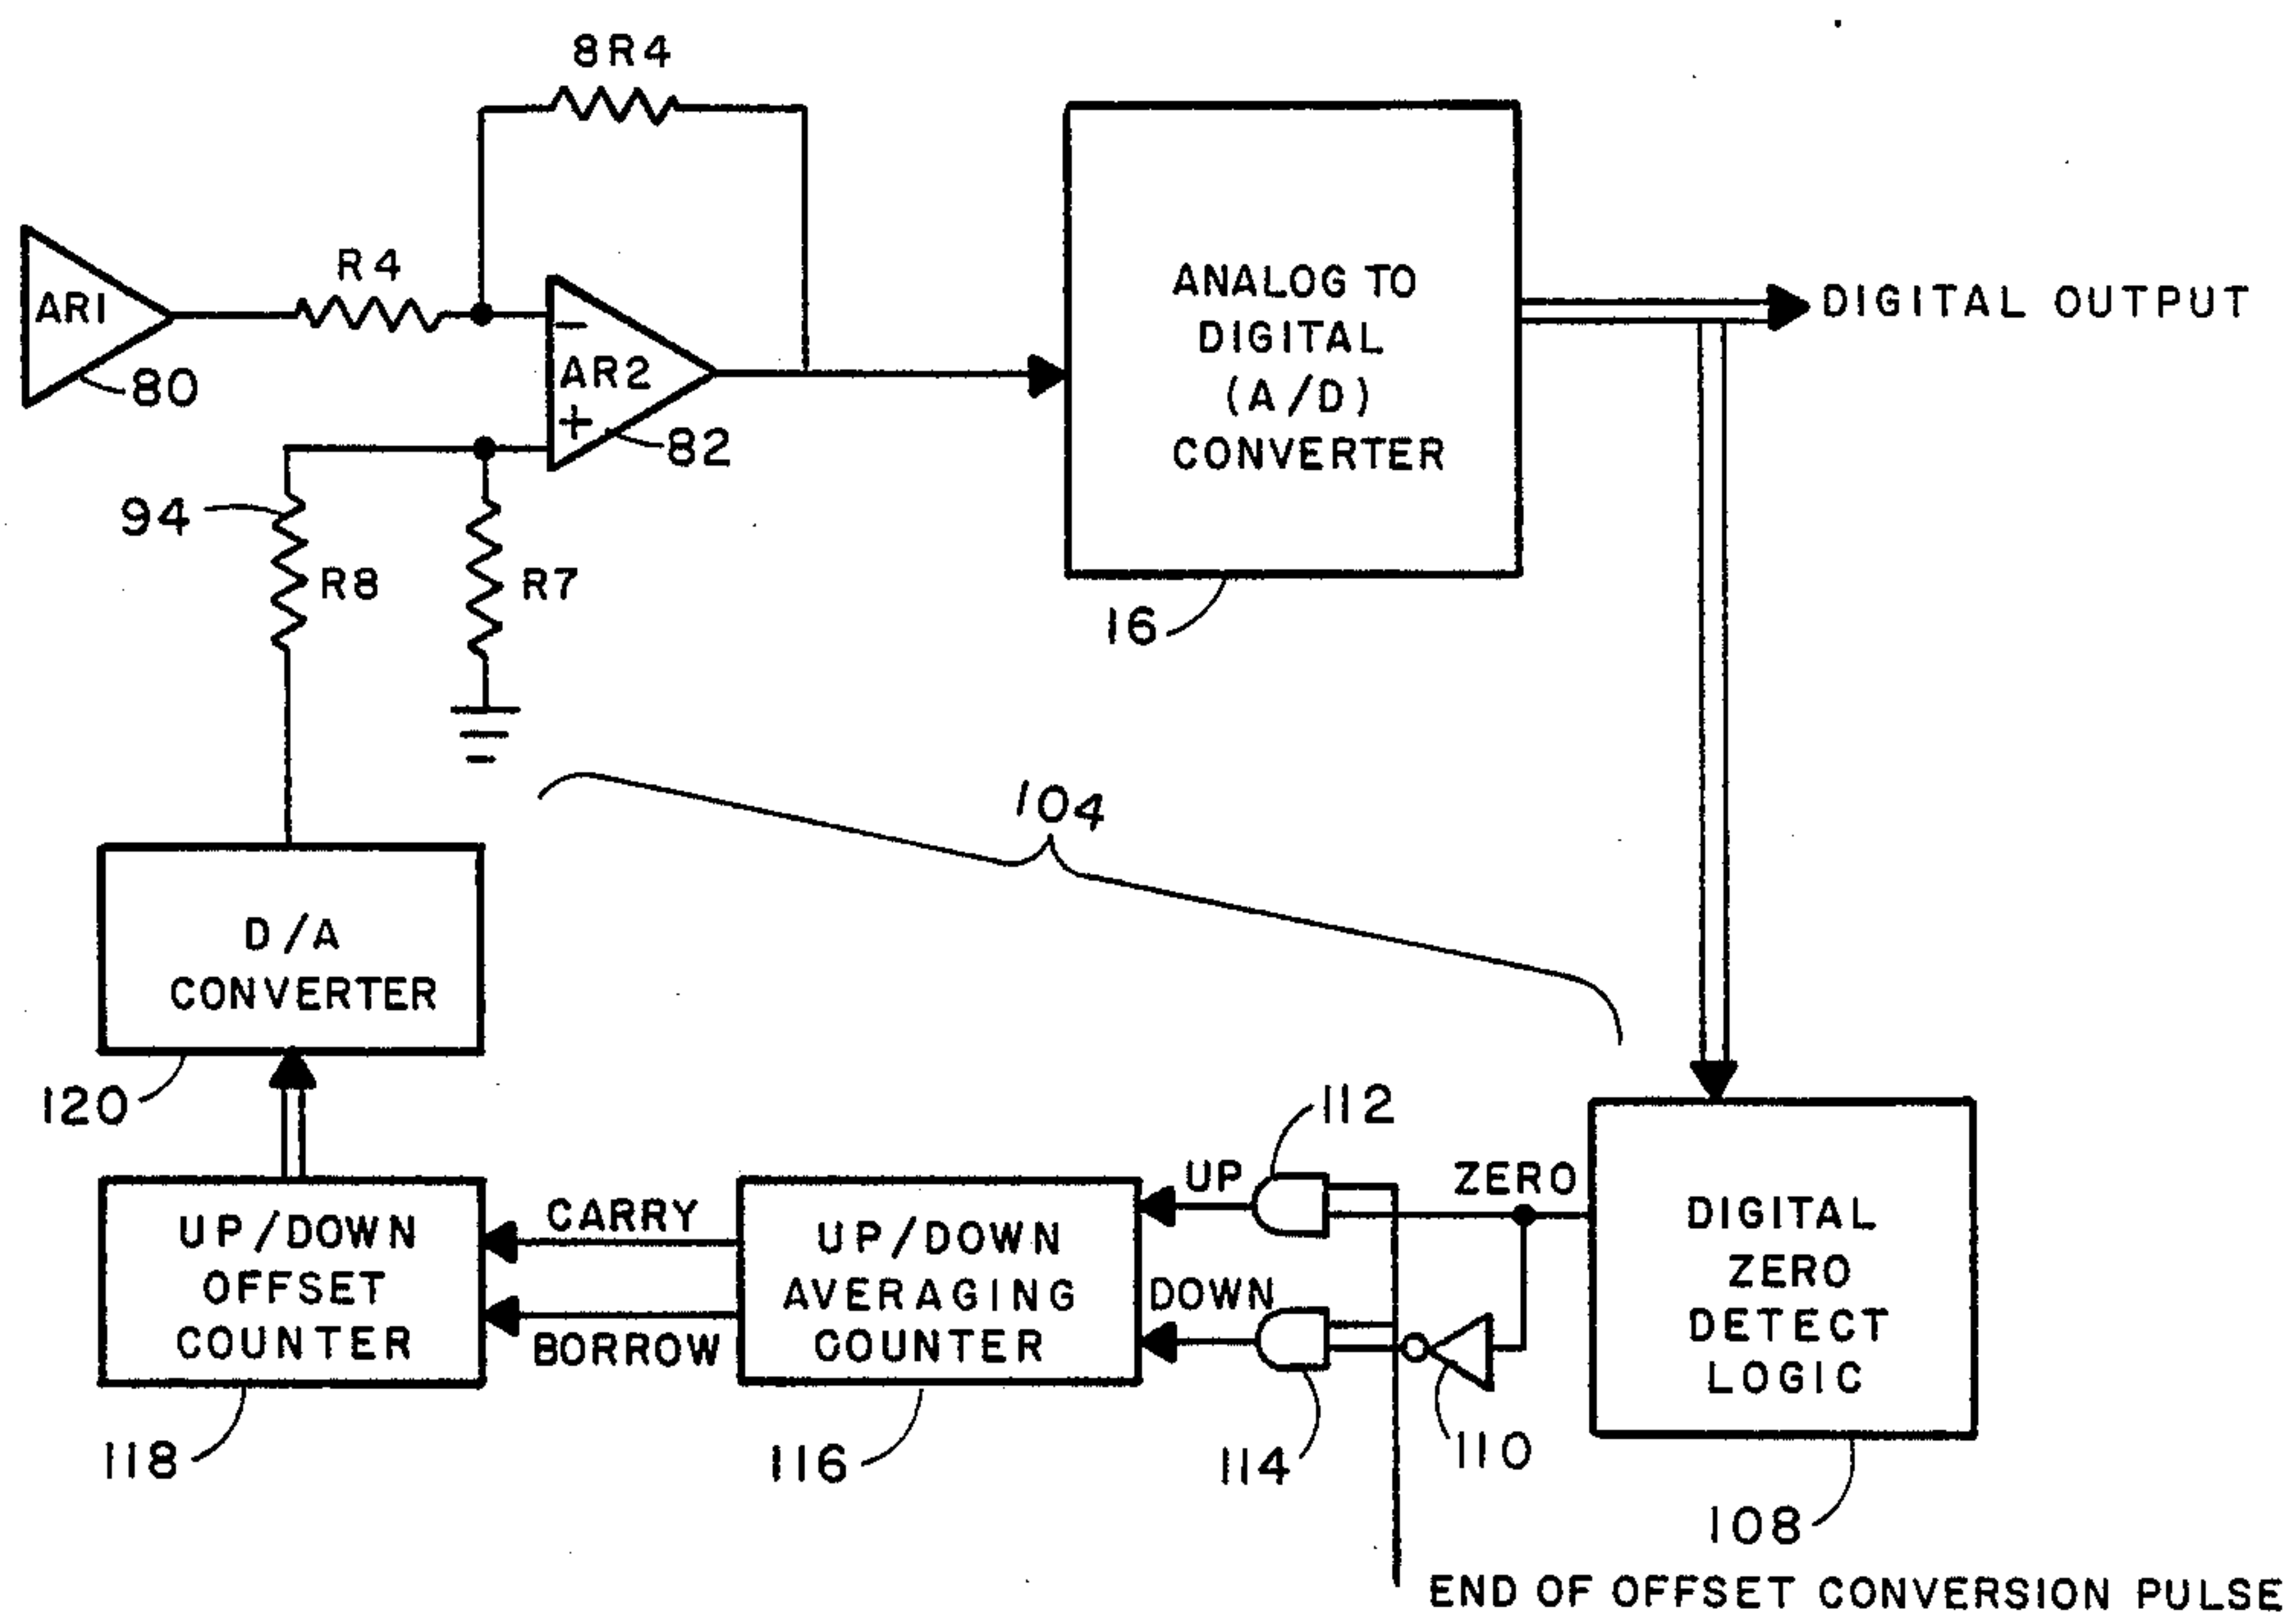 8R4
R4
AR1
80
−
AR2
+
82
94
R8
R7
ANALOG TO
DIGITAL
(A/D)
CONVERTER
16
DIGITAL OUTPUT
104
D/A
CONVERTER
120
112
UP
ZERO
DIGITAL
ZERO
DETECT
LOGIC
108
CARRY
BORROW
UP/DOWN
OFFSET
COUNTER
118
UP/DOWN
AVERAGING
COUNTER
116
DOWN
114
110
END OF OFFSET CONVERSION PULSE